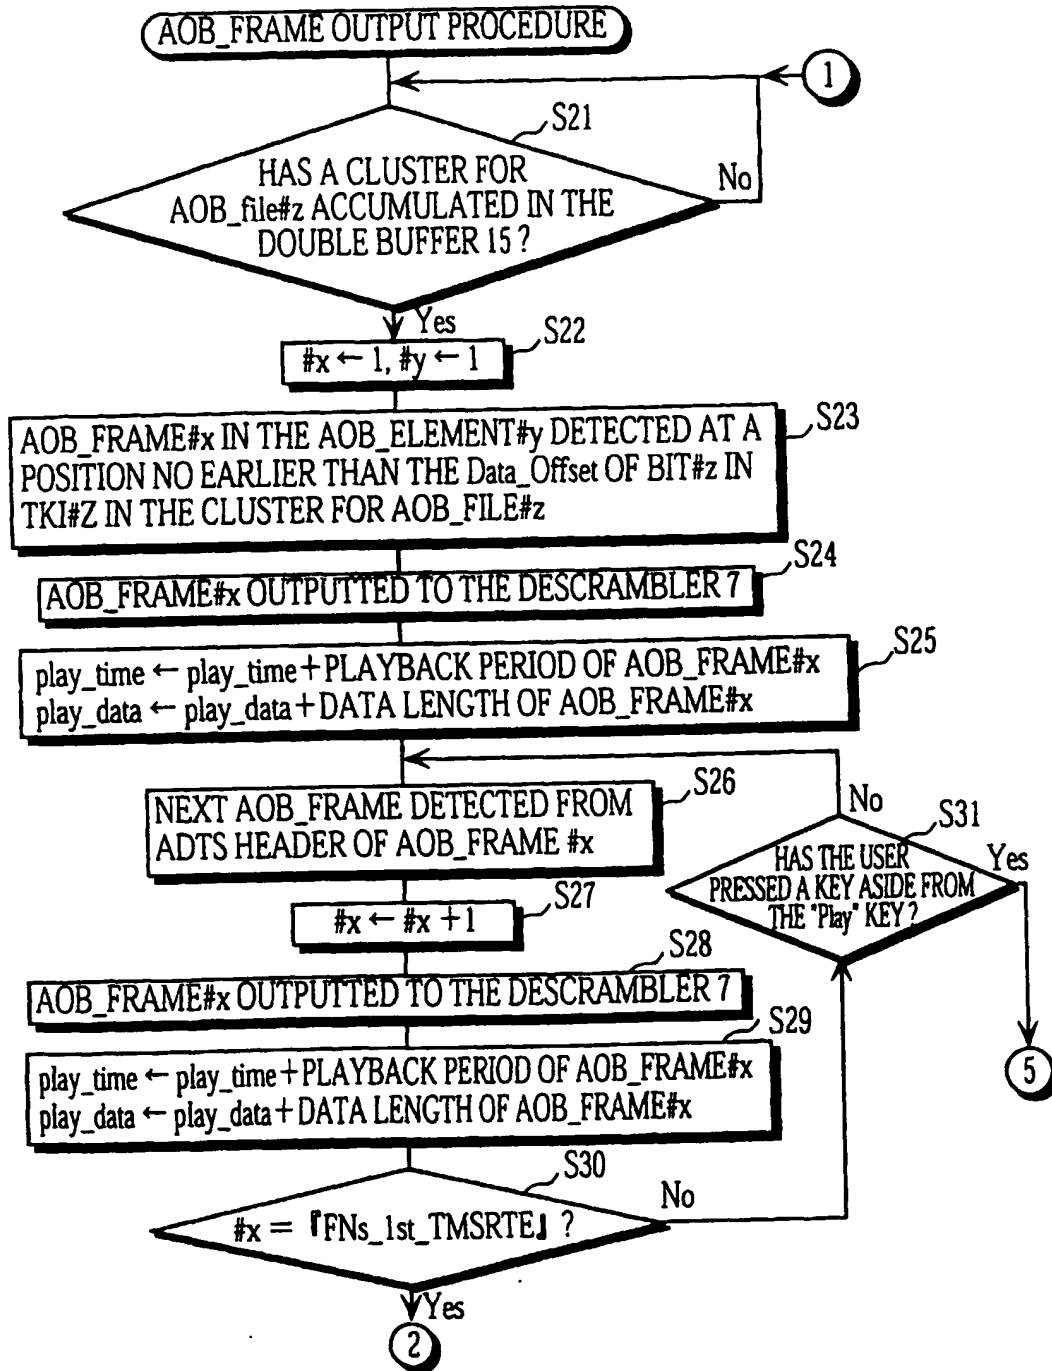 AOB_FRAME OUTPUT PROCEDURE
1
S21
HAS A CLUSTER FOR
AOB_file#z ACCUMULATED IN THE
DOUBLE BUFFER 15?
No
Yes
S22
#x ← 1, #y ← 1
S23
AOB_FRAME#x IN THE AOB_ELEMENT#y DETECTED AT A
POSITION NO EARLIER THAN THE Data_Offset OF BIT#z IN
TKI#Z IN THE CLUSTER FOR AOB_FILE#z
S24
AOB_FRAME#x OUTPUTTED TO THE DESCRAMBLER 7
S25
play_time ← play_time+PLAYBACK PERIOD OF AOB_FRAME#x
play_data ← play_data+DATA LENGTH OF AOB_FRAME#x
S26
NEXT AOB_FRAME DETECTED FROM
ADTS HEADER OF AOB_FRAME #x
No
S31
HAS THE USER
PRESSED A KEY ASIDE FROM
THE "Play" KEY?
Yes
S27
#x ← #x +1
S28
AOB_FRAME#x OUTPUTTED TO THE DESCRAMBLER 7
S29
play_time ← play_time+PLAYBACK PERIOD OF AOB_FRAME#x
play_data ← play_data+DATA LENGTH OF AOB_FRAME#x
5
S30
#x = 『FNs_1st_TMSRTE』 ?
No
Yes
2